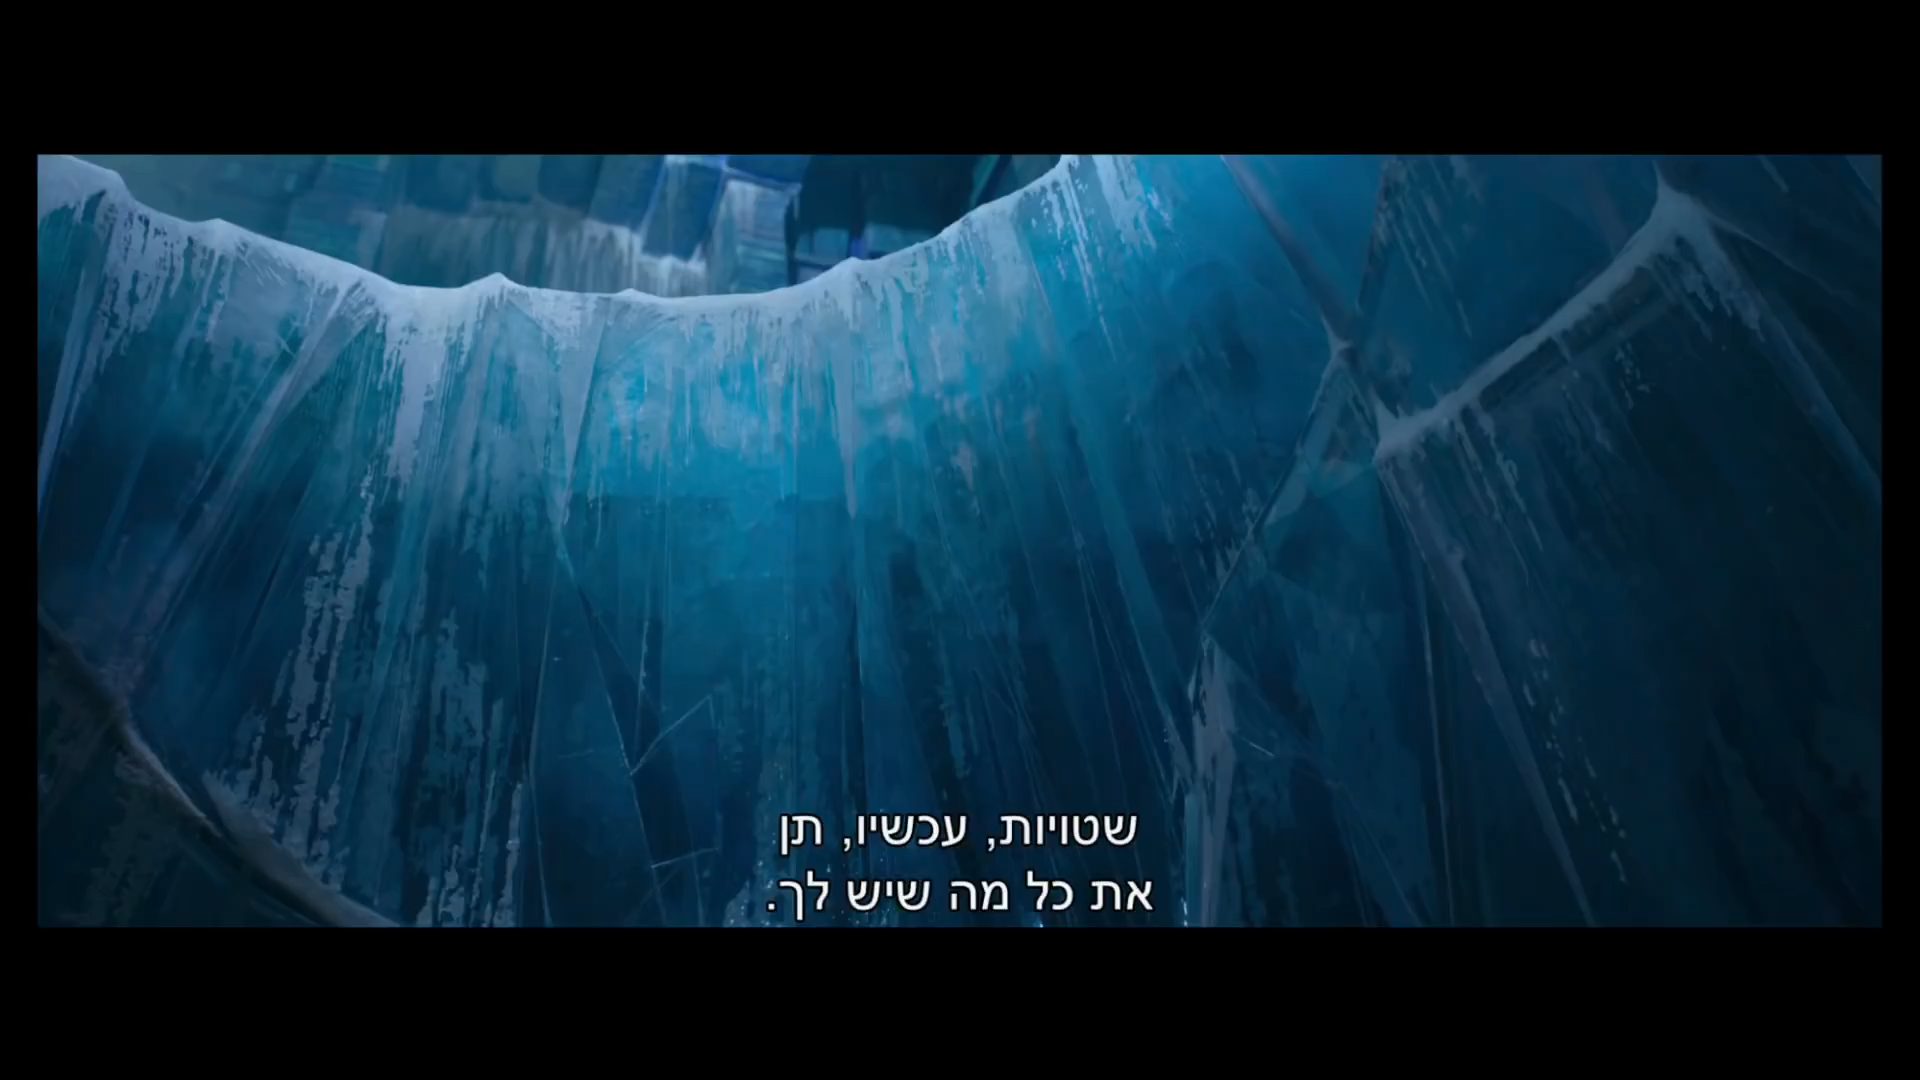 שטויות, עכשיו, תן
את כל מה שיש לך.